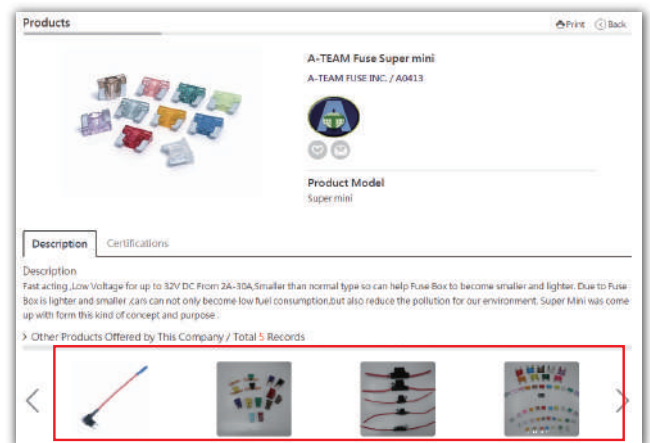 Products
Print Back
A-TEAM Fuse Super mini
A-TEAM FUSE INC. / A0413
A
Product Model
Super mini
Description Certifications
Description
Fast acting ,Low Voltage for up to 32V DC From 2A-30A,Smaller than normal type so can help Fuse Box to become smaller and lighter. Due to Fuse
Box is lighter and smaller ,cars can not only become low fuel consumption,but also reduce the pollution for our environment. Super Mini was come
up with form this kind of concept and purpose .
> Other Products Offered by This Company / Total 5 Records